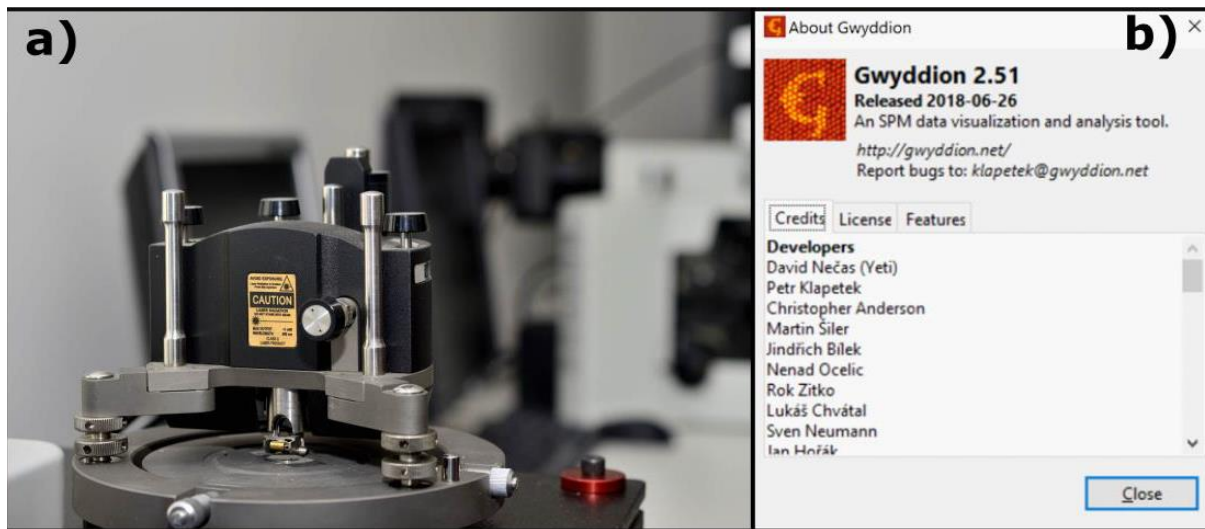 a)
CAUTION
b)
About Gwyddion
Gwyddion 2.51
Released 2018-06-26
An SPM data visualization and analysis tool.
http://gwyddion.net/
Report bugs to: klapetek@gwyddion.net
Credits License Features
Developers
David Nečas (Yeti)
Petr Klapetek
Christopher Anderson
Martin Šiler
Jindřich Bílek
Nenad Ocelic
Rok Zitko
Lukáš Chvátal
Sven Neumann
Jan Hořák
Close